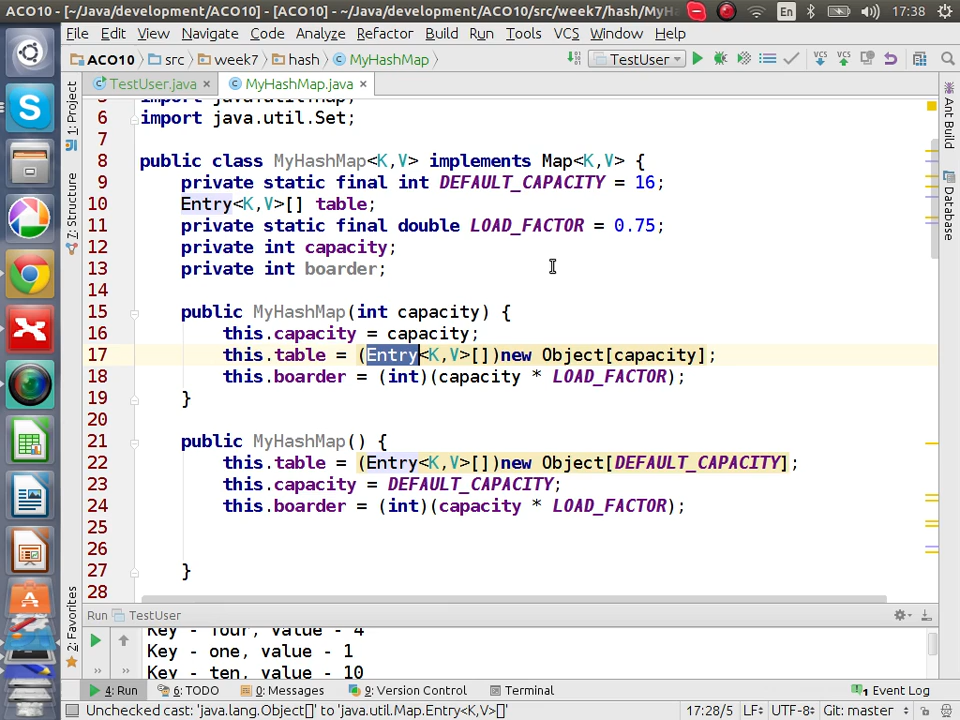 ACO10 - [~/Java/development/ACO10] - [ACO10] - ~/Java/development/ACO10/src/week7/hash/MyHa
En
17:38
File Edit View Navigate Code Analyze Refactor Build Run Tools VCS Window Help
ACO10 src week7 hash MyHashMap TestUser VCS VCS
TestUser.java × MyHashMap.java ×
1: Project
7: Structure
2: Favorites
Ant Build
Database
import java.util.Map;
6 import java.util.Set;
7
8 public class MyHashMap<K,V> implements Map<K,V> {
9 private static final int DEFAULT_CAPACITY = 16;
10 Entry<K,V>[] table;
11 private static final double LOAD_FACTOR = 0.75;
12 private int capacity;
13 private int boarder;
14
15 public MyHashMap(int capacity) {
16 this.capacity = capacity;
17 this.table = (Entry<K,V>[])new Object[capacity];
18 this.boarder = (int)(capacity * LOAD_FACTOR);
19 }
20
21 public MyHashMap() {
22 this.table = (Entry<K,V>[])new Object[DEFAULT_CAPACITY];
23 this.capacity = DEFAULT_CAPACITY;
24 this.boarder = (int)(capacity * LOAD_FACTOR);
25
26
27 }
28
Run TestUser
Key - four, value - 4
Key - one, value - 1
Key - ten, value - 10
4: Run 6: TODO 0: Messages 9: Version Control Terminal 1 Event Log
Unchecked cast: 'java.lang.Object[]' to 'java.util.Map.Entry<K,V>[]' 17:28/5 LF UTF-8 Git: master